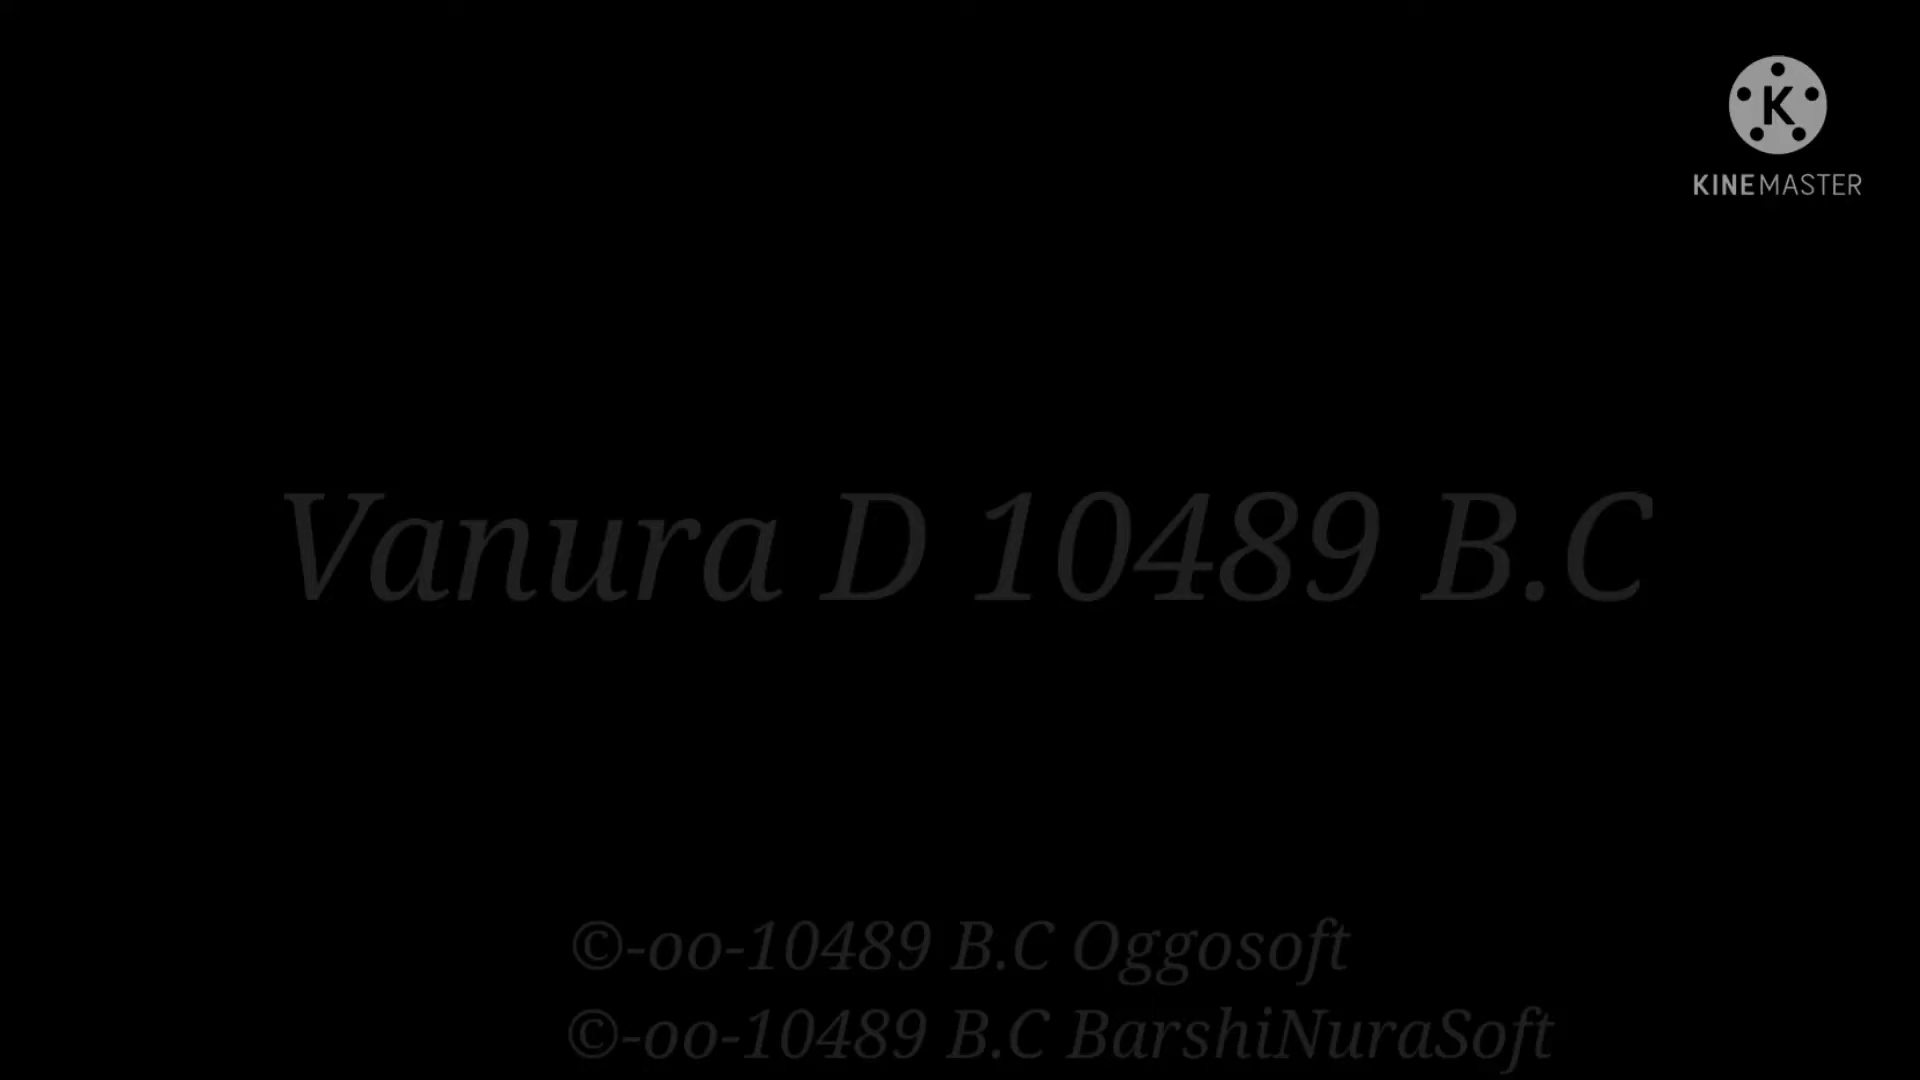 K
KINEMASTER
Vanura D 10489 B.C
©-oo-10489 B.C Oggosoft
©-oo-10489 B.C BarshiNuraSoft